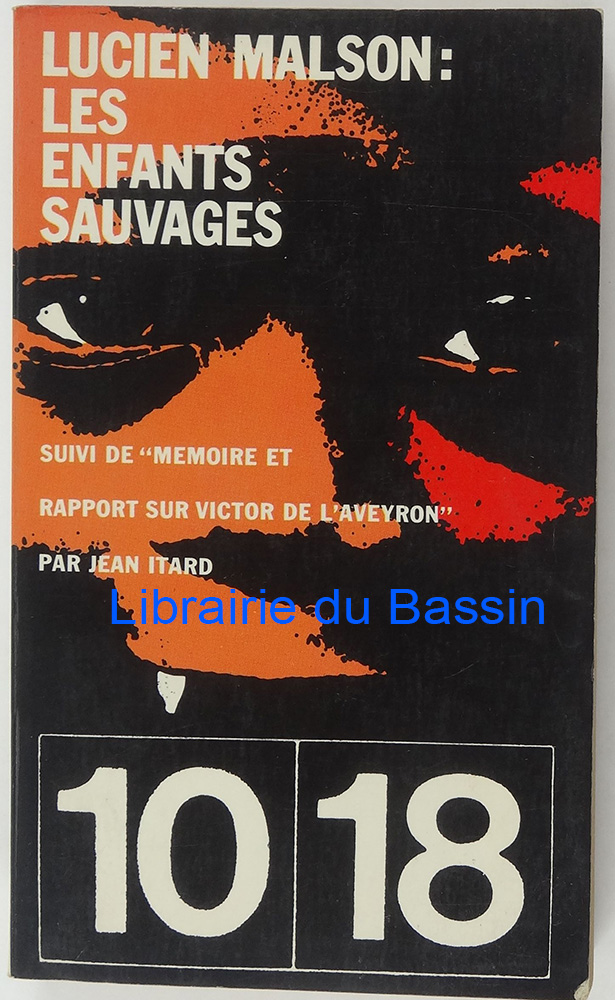 LUCIEN MALSON:
LES
ENFANTS
SAUVAGES
SUIVI DE "MEMOIRE ET
RAPPORT SUR VICTOR DE L'AVEYRON"
PAR JEAN ITARD
Librairie du Bassin
10 18